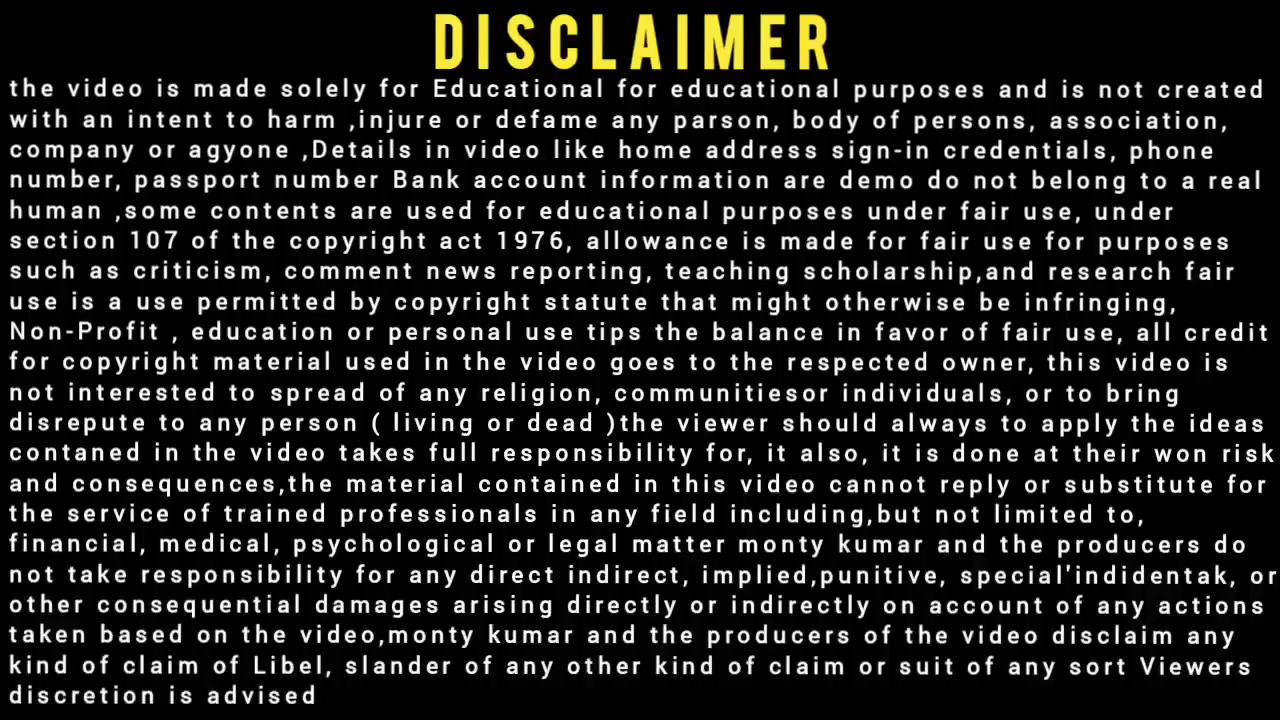 DISCLAIMER
the video is made solely for Educational for educational purposes and is not created
with an intent to harm ,injure or defame any parson, body of persons, association,
company or agyone ,Details in video like home address sign-in credentials, phone
number, passport number Bank account information are demo do not belong to a real
human ,some contents are used for educational purposes under fair use, under
section 107 of the copyright act 1976, allowance is made for fair use for purposes
such as criticism, comment news reporting, teaching scholarship,and research fair
use is a use permitted by copyright statute that might otherwise be infringing,
Non-Profit , education or personal use tips the balance in favor of fair use, all credit
for copyright material used in the video goes to the respected owner, this video is
not interested to spread of any religion, communitiesor individuals, or to bring
disrepute to any person ( living or dead )the viewer should always to apply the ideas
contaned in the video takes full responsibility for, it also, it is done at their won risk
and consequences,the material contained in this video cannot reply or substitute for
the service of trained professionals in any field including,but not limited to,
financial, medical, psychological or legal matter monty kumar and the producers do
not take responsibility for any direct indirect, implied,punitive, special'indidentak, or
other consequential damages arising directly or indirectly on account of any actions
taken based on the video,monty kumar and the producers of the video disclaim any
kind of claim of Libel, slander of any other kind of claim or suit of any sort Viewers
discretion is advised